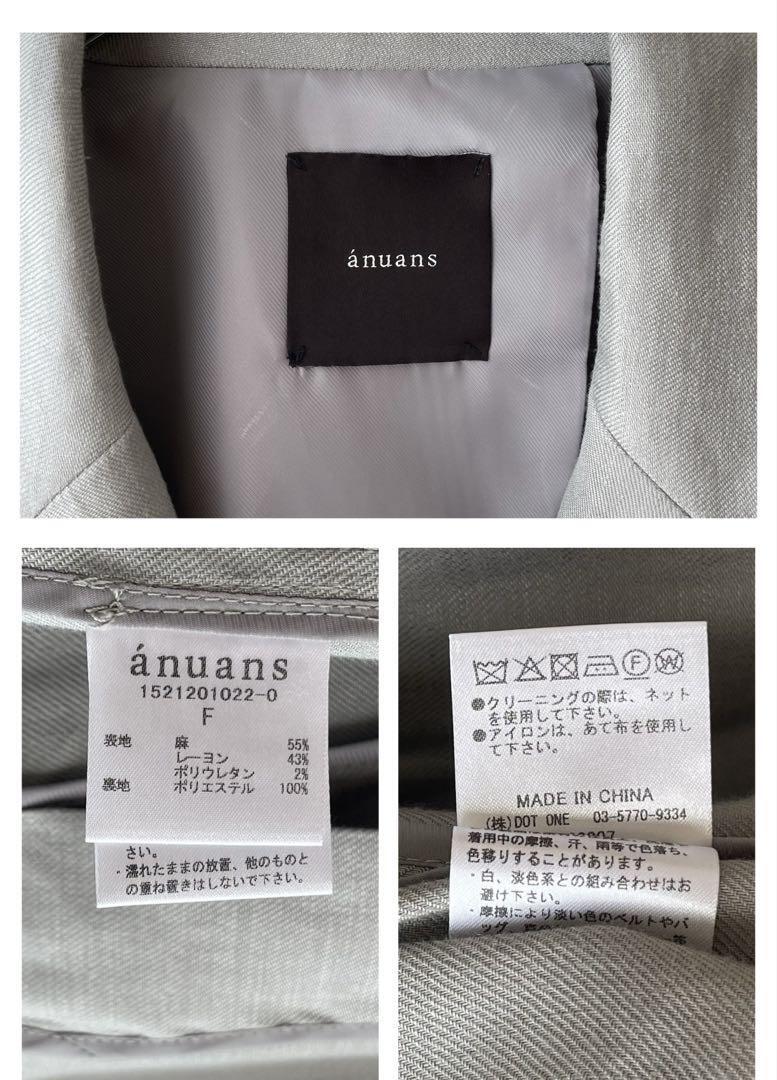 ánuans
ánuans
1521201022-0
F
表地 麻 55%
レーヨン 43%
ポリウレタン 2%
裏地 ポリエステル 100%
さい。
・濡れたままの放置、他のものと
の重ね置きはしないで下さい。
F W
●クリーニングの際は、ネット
を使用して下さい。
●アイロンは、あて布を使用し
て下さい。
MADE IN CHINA
(株)DOT ONE 03-5770-9334
着用中の摩擦、汗、雨等で色落ち、
色移りすることがあります。
・白、淡色系との組み合わせはお
避け下さい。
・摩擦により淡い色のベルトやバ
ッグ、